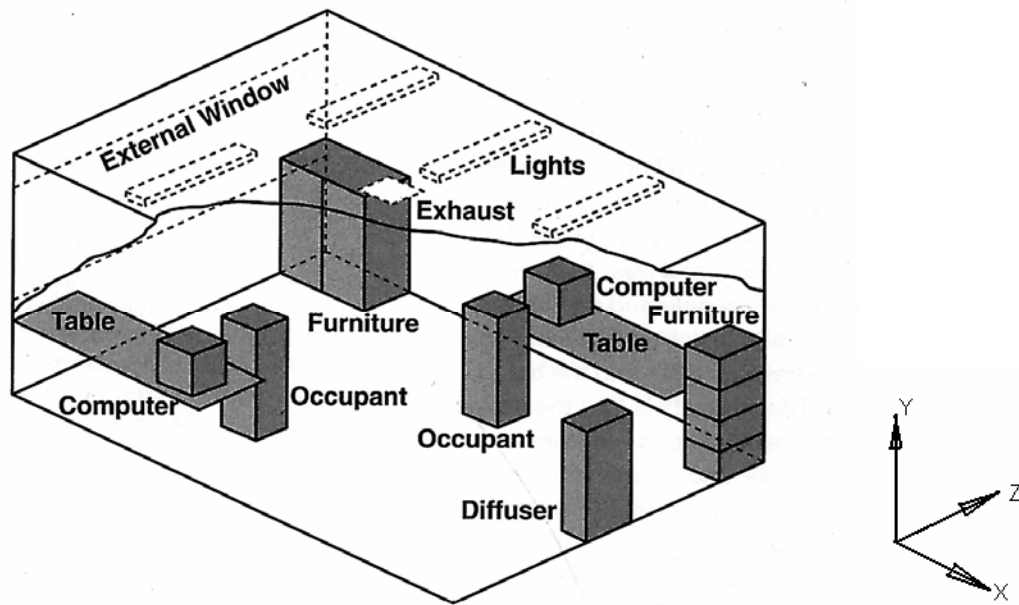 External Window
Lights
Exhaust
Computer
Furniture
Furniture
Table
Table
Computer
Occupant
Occupant
Diffuser
Y
Z
X